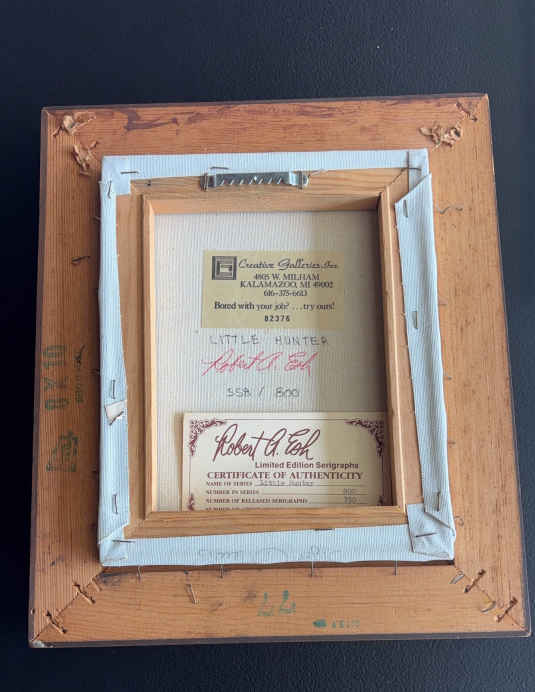 Creative Galleries, Inc.
4805 W. MILHAM
KALAMAZOO, MI 49002
616-375-6613
Bored with your job? ...try ours!
82376
"LITTLE HUNTER
Robert A. Esh
558 / 800
Robert A. Esh
Limited Edition Serigraphs
CERTIFICATE OF AUTHENTICITY
NAME OF SERIES Little Hunter
NUMBER IN SERIES 800
NUMBER OF RELEASED SERIGRAPHS 750
8X10